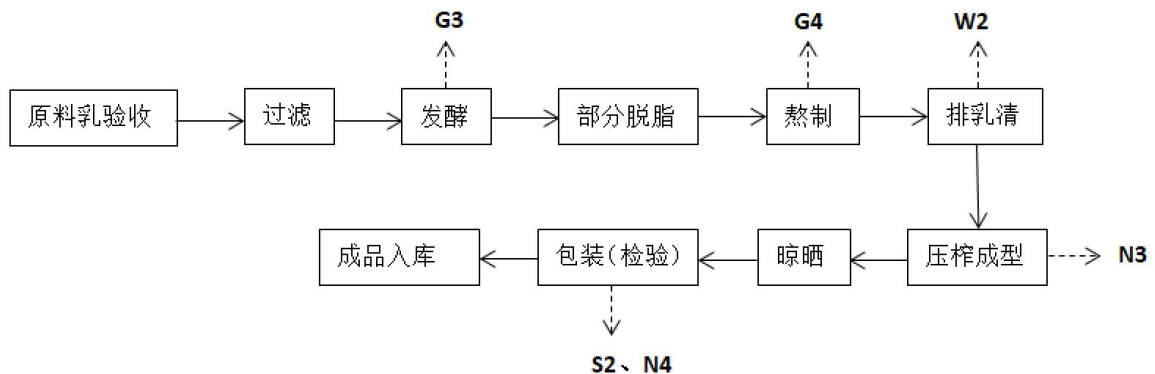 G3
G4
W2
原料乳验收
过滤
发酵
部分脱脂
熬制
排乳清
成品入库
包装(检验)
晾晒
压榨成型
N3
S2、N4